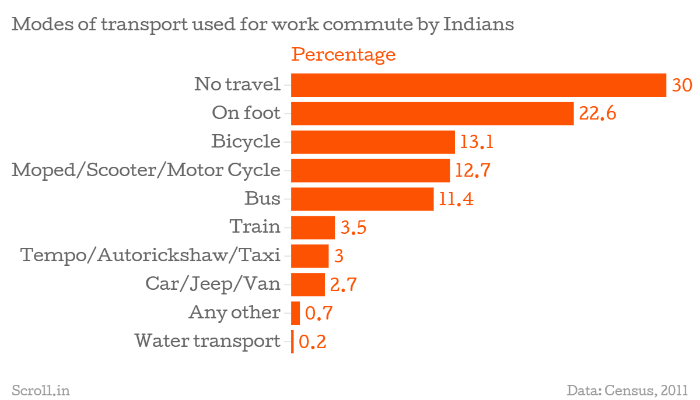 Modes of transport used for work commute by Indians
Percentage
No travel 30
On foot 22.6
Bicycle 13.1
Moped/Scooter/Motor Cycle 12.7
Bus 11.4
Train 3.5
Tempo/Autorickshaw/Taxi 3
Car/Jeep/Van 2.7
Any other 0.7
Water transport 0.2
Scroll.in Data: Census, 2011